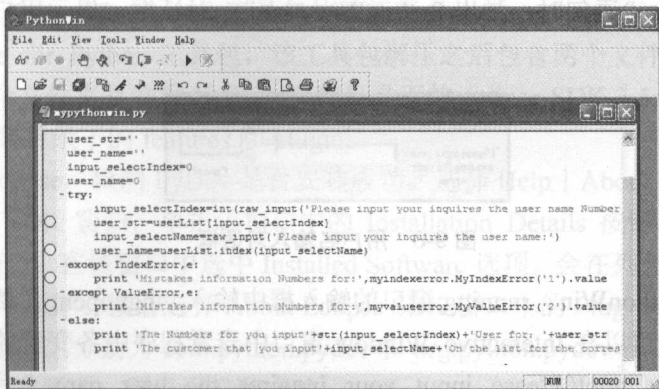 PythonWin
File Edit View Tools Window Help
mypythonwin.py
user_str=''
user_name=''
input_selectIndex=0
user_name=0
try:
input_selectIndex=int(raw_input('Please input your inquires the user name Number
user_str=userList[input_selectIndex]
input_selectName=raw_input('Please input your inquires the user name:')
user_name=userList.index(input_selectName)
except IndexError,e:
print 'Mistakes information Numbers for:',myindexerror.MyIndexError('1').value
except ValueError,e:
print 'Mistakes information Numbers for:',myvalueerror.MyValueError('2').value
else:
print 'The Numbers for you input'+str(input_selectIndex)+'User for: '+user_str
print 'The customer that you input'+input_selectName+'On the list for the corres
Ready
NUM
00020 001